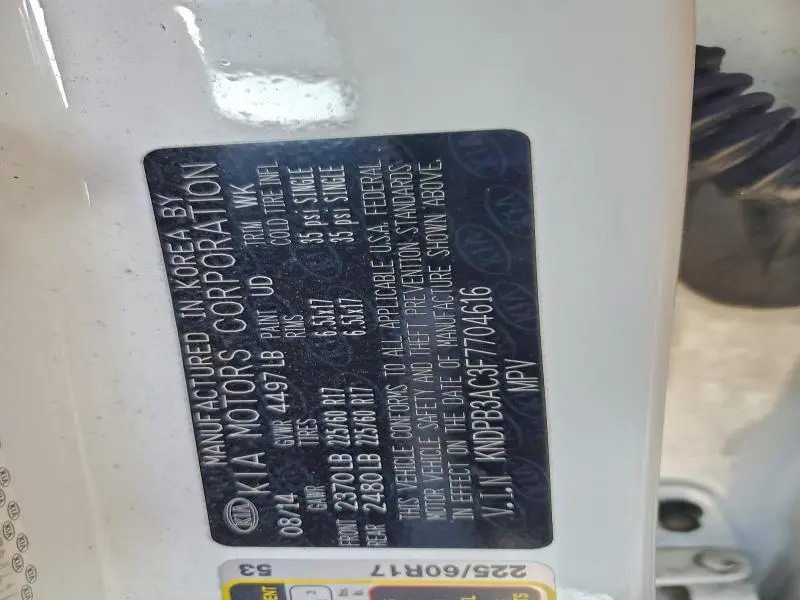 MANUFACTURED IN KOREA BY
KIA KIA MOTORS CORPORATION
08/14 GVWR 4497LB PAINT UD TRIM WK
GAWR TIRES RIMS COLD TIRE INFL
FRONT 2370LB 225/60 R17 6.5Jx17 35 psi SINGLE
REAR 2480LB 225/60 R17 6.5Jx17 35 psi SINGLE
THIS VEHICLE CONFORMS TO ALL APPLICABLE U.S.A. FEDERAL
MOTOR VEHICLE SAFETY AND THEFT PREVENTION STANDARDS
IN EFFECT ON THE DATE OF MANUFACTURE SHOWN ABOVE.
V.I.N KNDPB3AC3F7704616
MPV
53
225/60R17